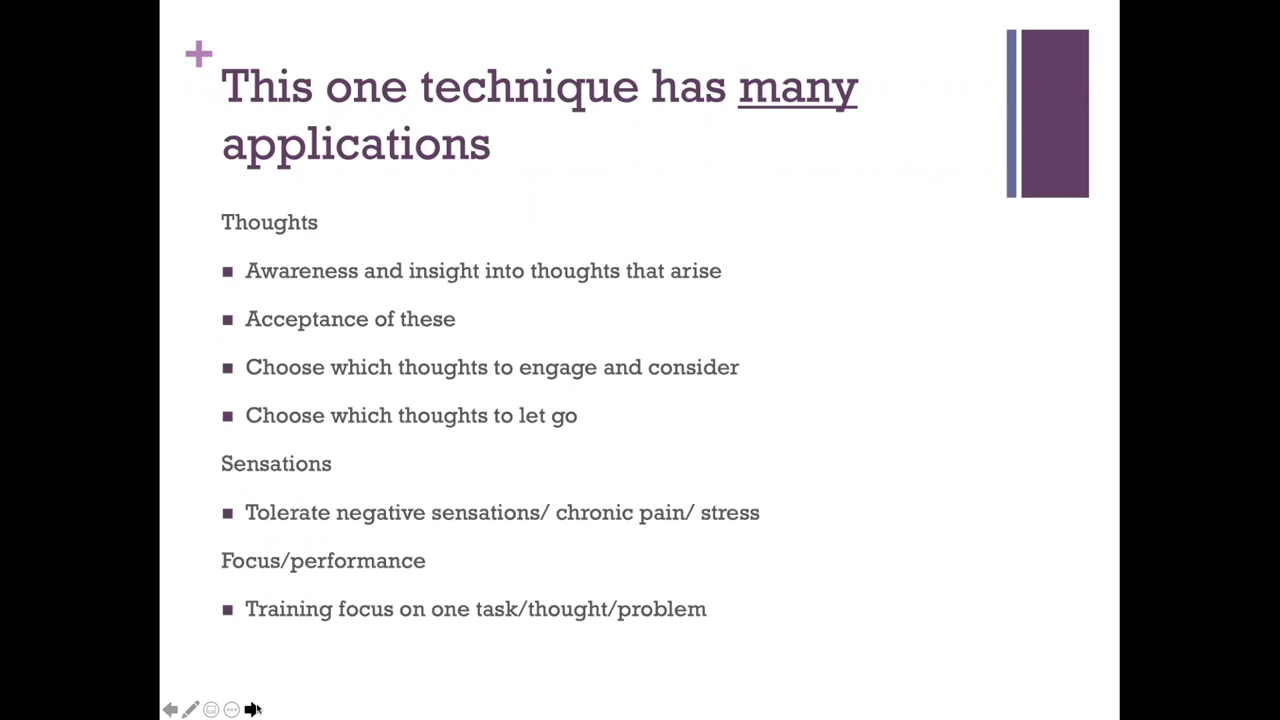 This one technique has many
applications
Thoughts
Awareness and insight into thoughts that arise
Acceptance of these
Choose which thoughts to engage and consider
Choose which thoughts to let go
Sensations
Tolerate negative sensations/ chronic pain/ stress
Focus/performance
Training focus on one task/thought/problem